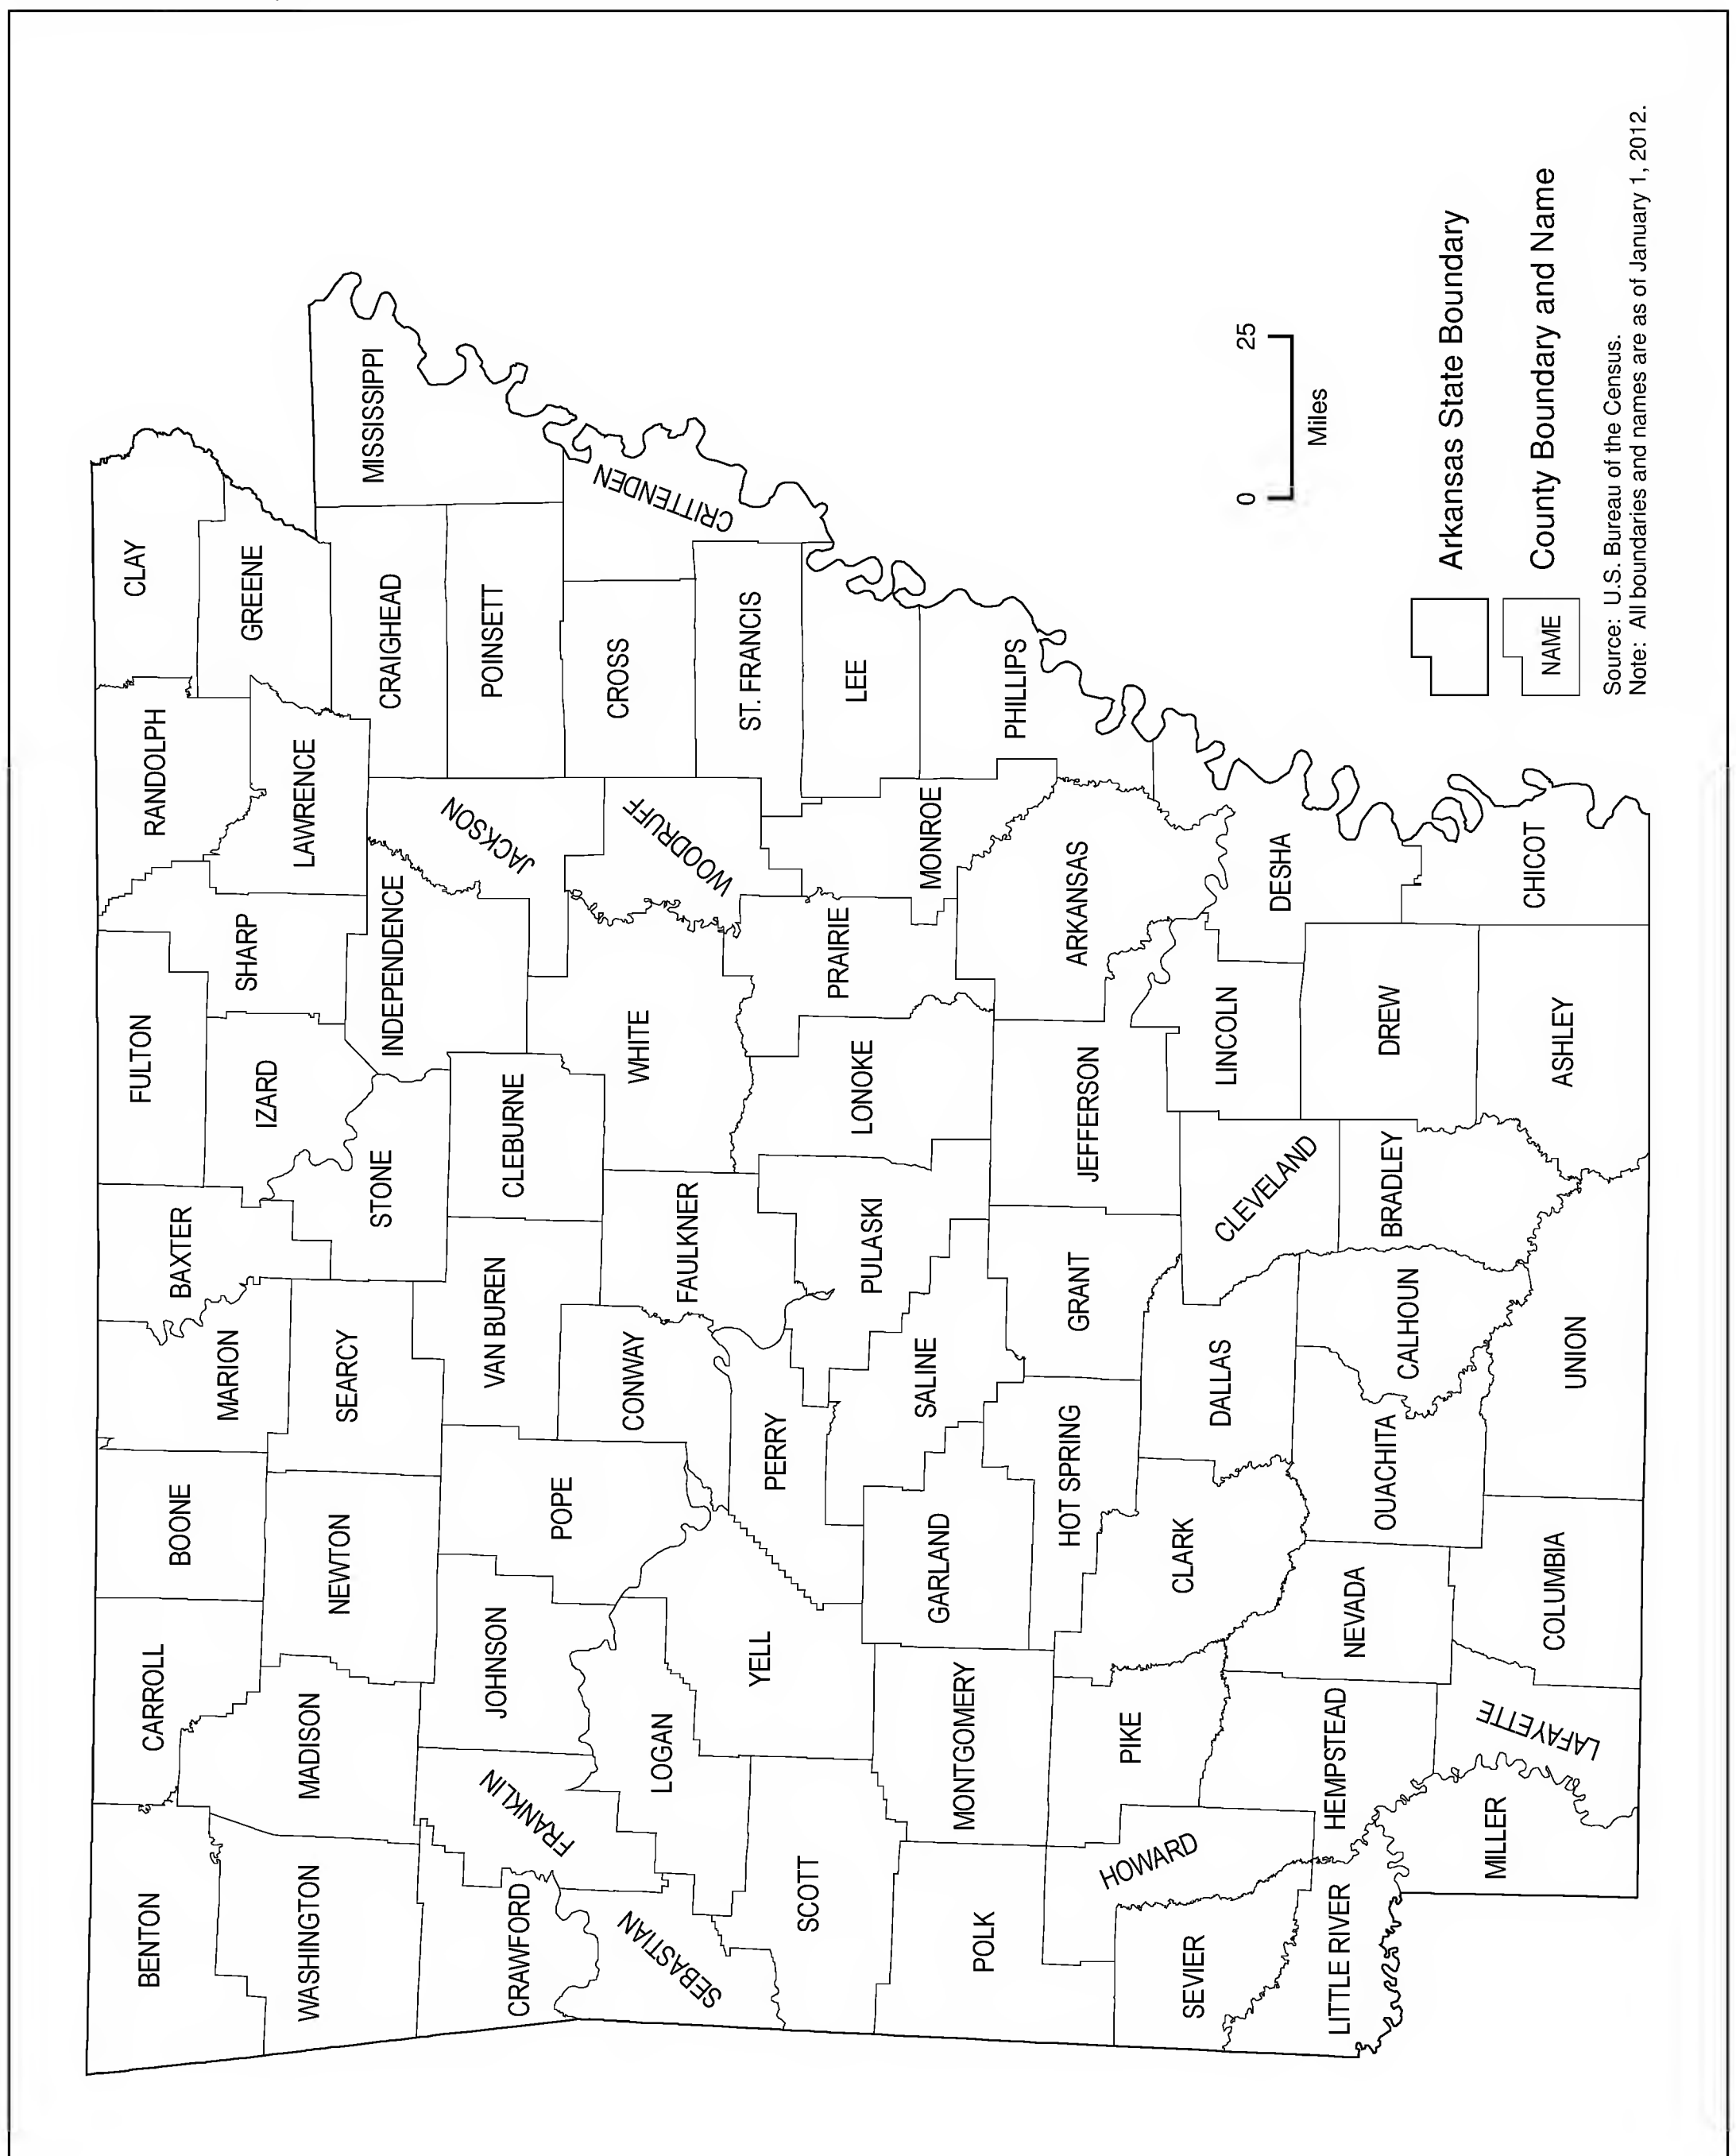 BENTON
CARROLL
BOONE
MARION
BAXTER
FULTON
RANDOLPH
CLAY
WASHINGTON
MADISON
NEWTON
SEARCY
IZARD
SHARP
LAWRENCE
GREENE
STONE
INDEPENDENCE
CRAIGHEAD
MISSISSIPPI
CRAWFORD
FRANKLIN
JOHNSON
POPE
VAN BUREN
CLEBURNE
JACKSON
POINSETT
SEBASTIAN
LOGAN
CONWAY
FAULKNER
WHITE
WOODRUFF
CROSS
CRITTENDEN
SCOTT
YELL
PERRY
PULASKI
LONOKE
PRAIRIE
MONROE
ST. FRANCIS
LEE
POLK
MONTGOMERY
GARLAND
SALINE
PHILLIPS
HOWARD
PIKE
HOT SPRING
GRANT
JEFFERSON
ARKANSAS
SEVIER
CLARK
DALLAS
CLEVELAND
LINCOLN
DESHA
LITTLE RIVER
HEMPSTEAD
NEVADA
OUACHITA
CALHOUN
BRADLEY
DREW
MILLER
LAFAYETTE
COLUMBIA
UNION
ASHLEY
CHICOT
0 25
Miles
Arkansas State Boundary
NAME County Boundary and Name
Source: U.S. Bureau of the Census.
Note: All boundaries and names are as of January 1, 2012.